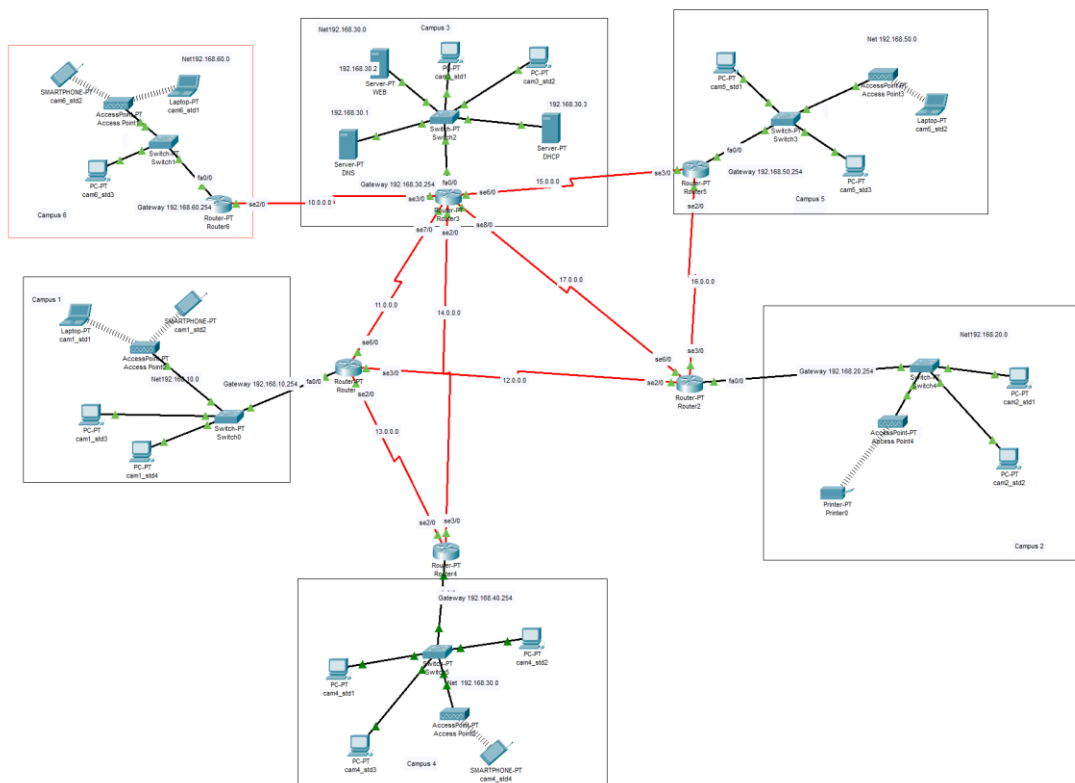 Campus 6
Net192.168.60.0
SMARTPHONE-PT
cam6_std2
Laptop-PT
cam6_std1
AccessPoint-PT
Access Point
Switch-PT
Switch1
PC-PT
cam6_std3
fa0/0
Gateway 192.168.60.254
se2/0
Router-PT
Router6
10.0.0.0
Net192.168.30.0
Campus 3
192.168.30.2
Server-PT
WEB
PC-PT
_std1
PC-PT
cam3_std2
192.168.30.1
192.168.30.3
Switch-PT
Switch2
Server-PT
DNS
Server-PT
DHCP
Gateway 192.168.30.254
fa0/0
se3/0
se6/0
Router-PT
Router3
se7/0
se2/0
se8/0
15.0.0.0
Net 192.168.50.0
PC-PT
cam5_std1
AccessPoint-PT
Access Point3
Laptop-PT
cam5_std2
Switch-PT
Switch3
PC-PT
cam5_std3
fa0/0
Gateway 192.168.50.254
se3/0
Router-PT
Router5
se2/0
Campus 5
11.0.0.0
14.0.0.0
17.0.0.0
16.0.0.0
Campus 1
Laptop-PT
cam1_std1
SMARTPHONE-PT
cam1_std2
AccessPoint-PT
Net192.168.10.0
Gateway 192.168.10.254
fa0/0
PC-PT
cam1_std3
PC-PT
cam1_std4
Switch-PT
Switch0
se6/0
se3/0
Router-PT
Router
se2/0
12.0.0.0
13.0.0.0
se6/0
se3/0
se2/0
Router-PT
Router2
fa0/0
Gateway 192.168.20.254
Net192.168.20.0
Switch4
PC-PT
cam2_std1
AccessPoint-PT
Access Point4
PC-PT
cam2_std2
Printer-PT
Printer0
Campus 2
se2/0
se3/0
Router-PT
Router4
Gateway 192.168.40.254
Switch-PT
Switch5
PC-PT
cam4_std1
PC-PT
cam4_std2
Net 192.168.30.0
AccessPoint-PT
Access Point
PC-PT
cam4_std3
SMARTPHONE-PT
cam4_std4
Campus 4